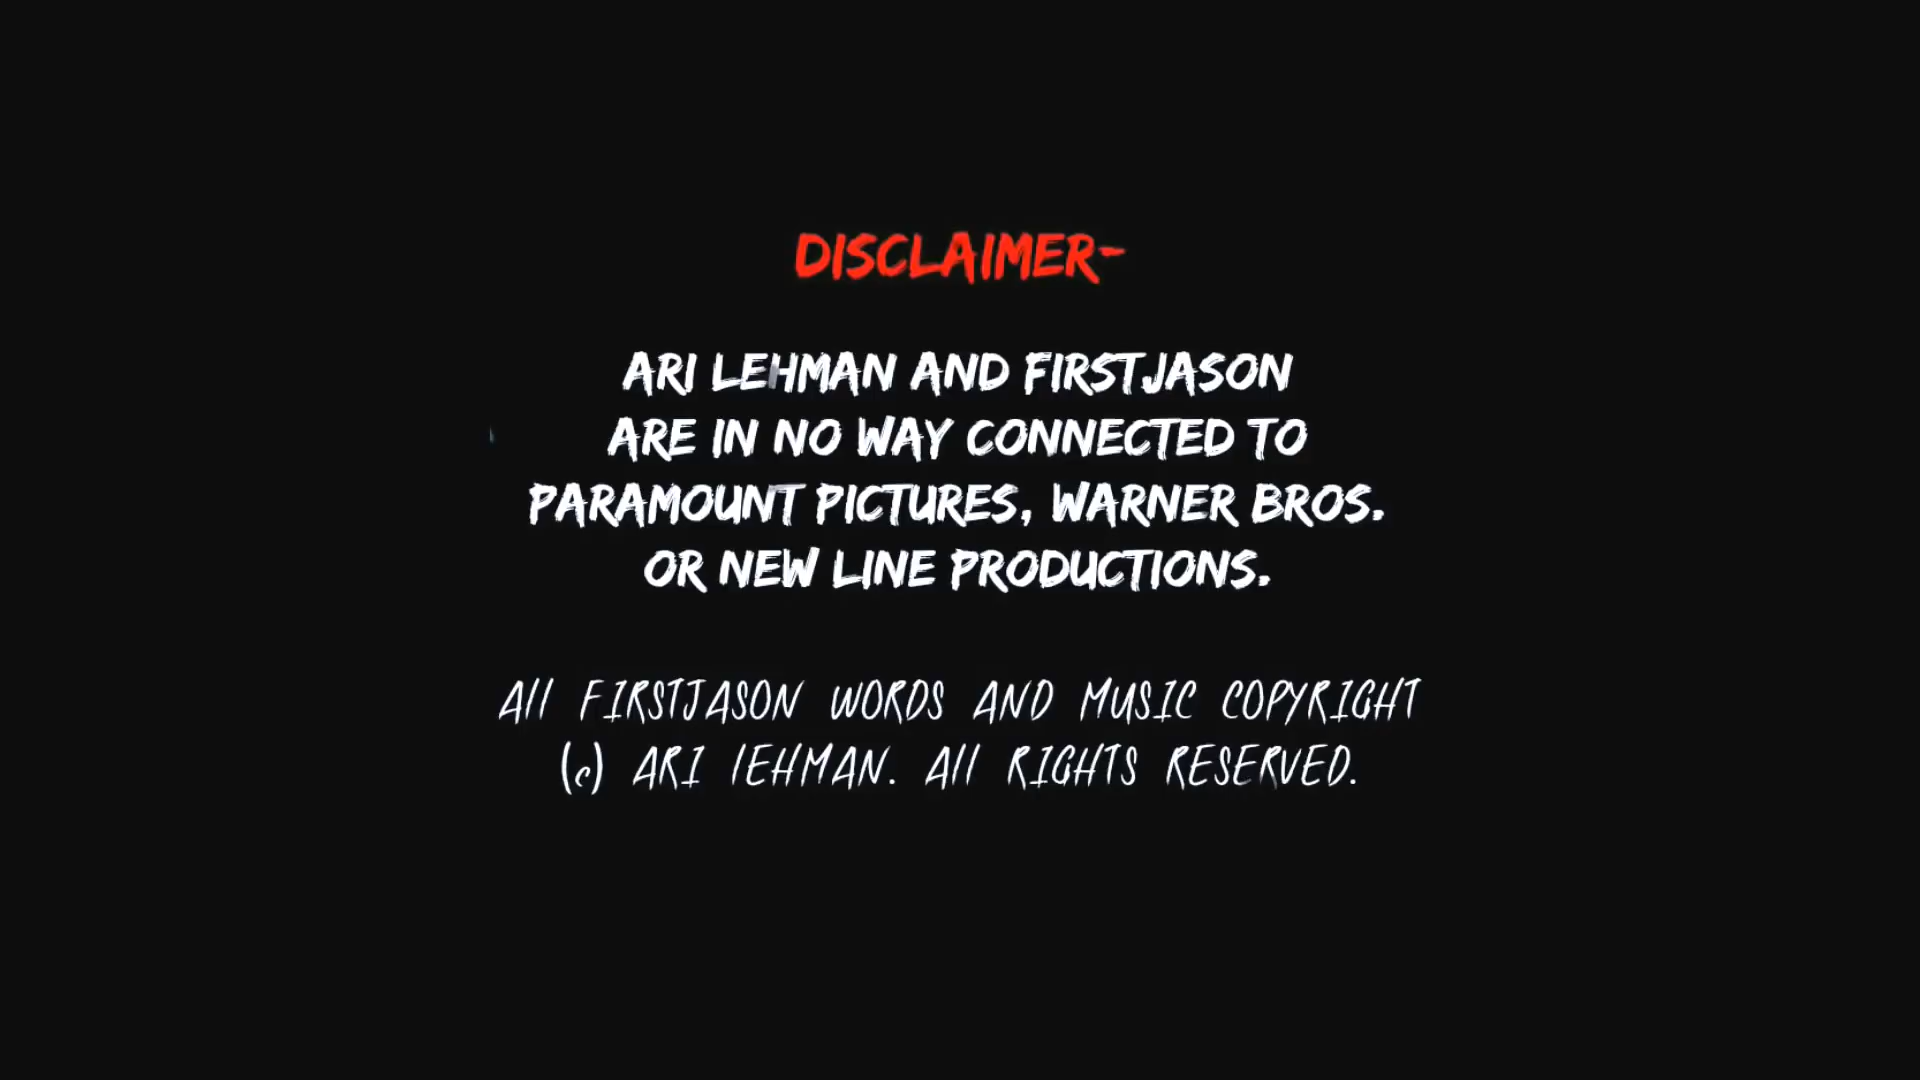 DISCLAIMER-
ARI LEHMAN AND FIRSTJASON
ARE IN NO WAY CONNECTED TO
PARAMOUNT PICTURES, WARNER BROS.
OR NEW LINE PRODUCTIONS.
All FIRSTJASON WORDS AND MUSIC COPYRIGHT
(c) ARI lEHMAN. All RIGHTS RESERVED.